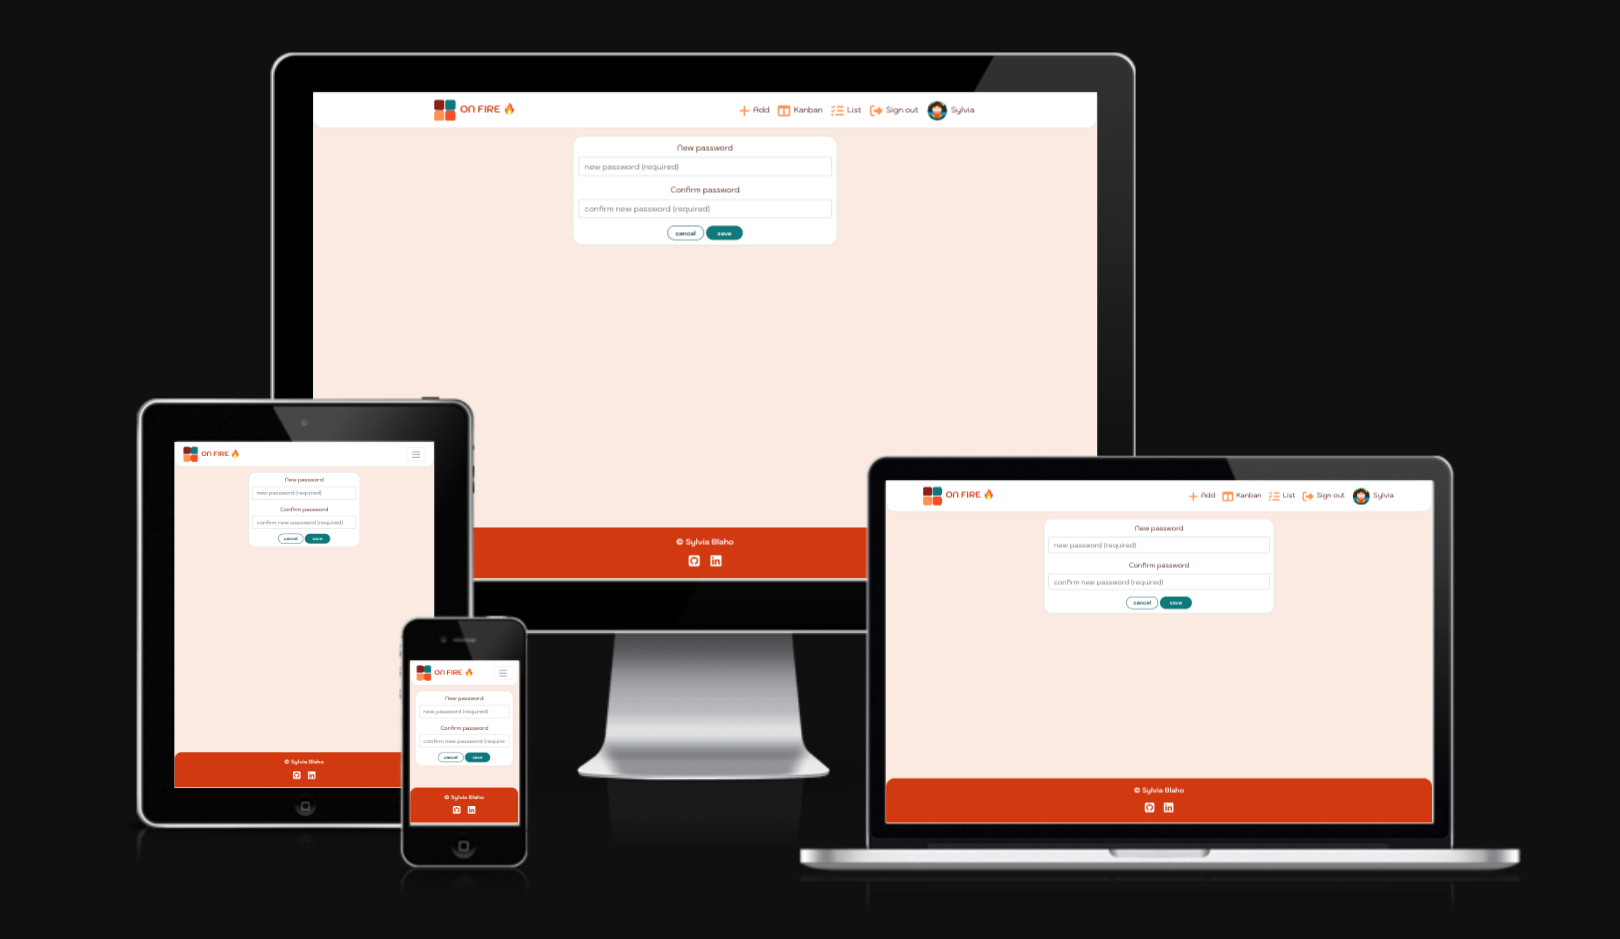 ON FIRE
Add Kanban List Sign out Sylvia
New password
new password (required)
Confirm password
confirm new password (required)
cancel save
© Sylvia Blaho
ON FIRE
New password
new password (required)
Confirm password
confirm new password (required)
cancel save
© Sylvia Blaho
ON FIRE
New password
new password (required)
Confirm password
confirm new password (require
cancel save
© Sylvia Blaho
ON FIRE
Add Kanban List Sign out Sylvia
New password
new password (required)
Confirm password
confirm new password (required)
cancel save
© Sylvia Blaho